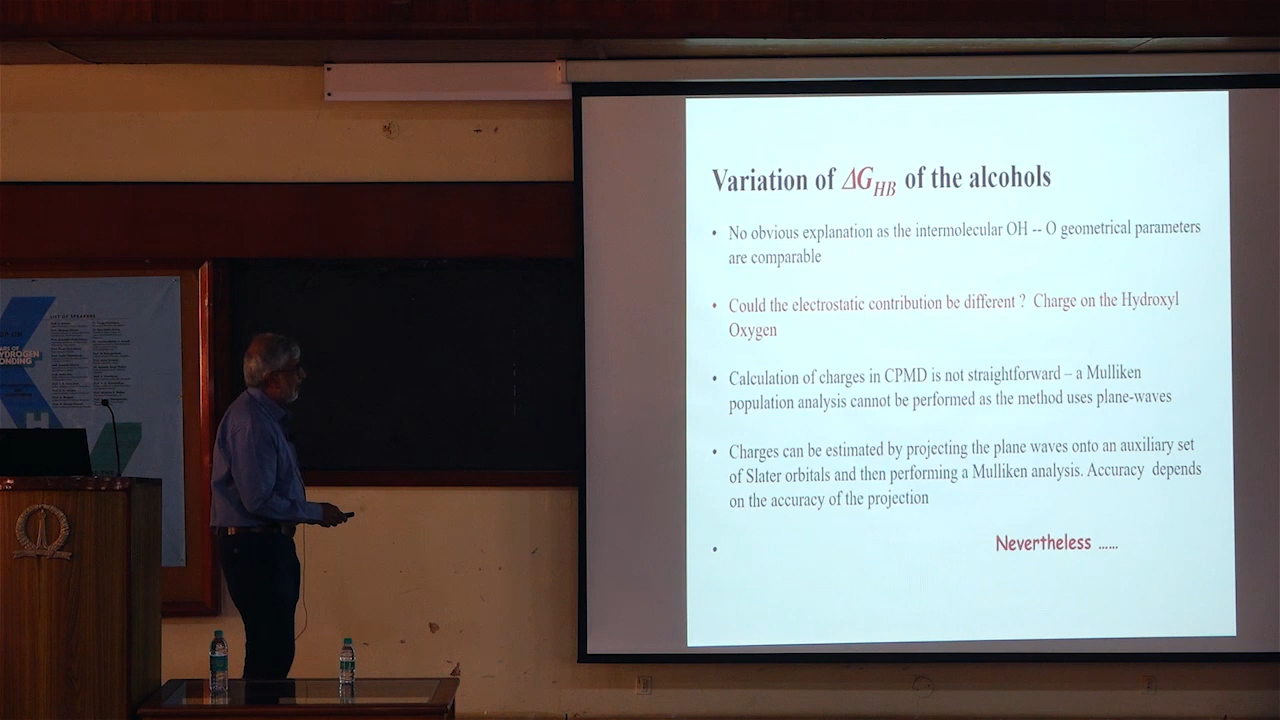 Variation of ΔG_HB of the alcohols
• No obvious explanation as the intermolecular OH -- O geometrical parameters
are comparable
• Could the electrostatic contribution be different ? Charge on the Hydroxyl
Oxygen
• Calculation of charges in CPMD is not straightforward – a Mulliken
population analysis cannot be performed as the method uses plane-waves
• Charges can be estimated by projecting the plane waves onto an auxiliary set
of Slater orbitals and then performing a Mulliken analysis. Accuracy depends
on the accuracy of the projection
• Nevertheless ......
LIST OF SPEAKERS